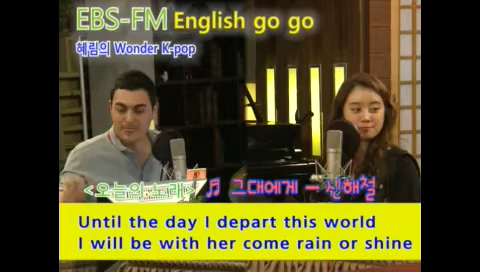 EBS-FM English go go
혜림의 Wonder K-pop
<오늘의 노래> ♬ 그대에게 - 신해철
Until the day I depart this world
I will be with her come rain or shine